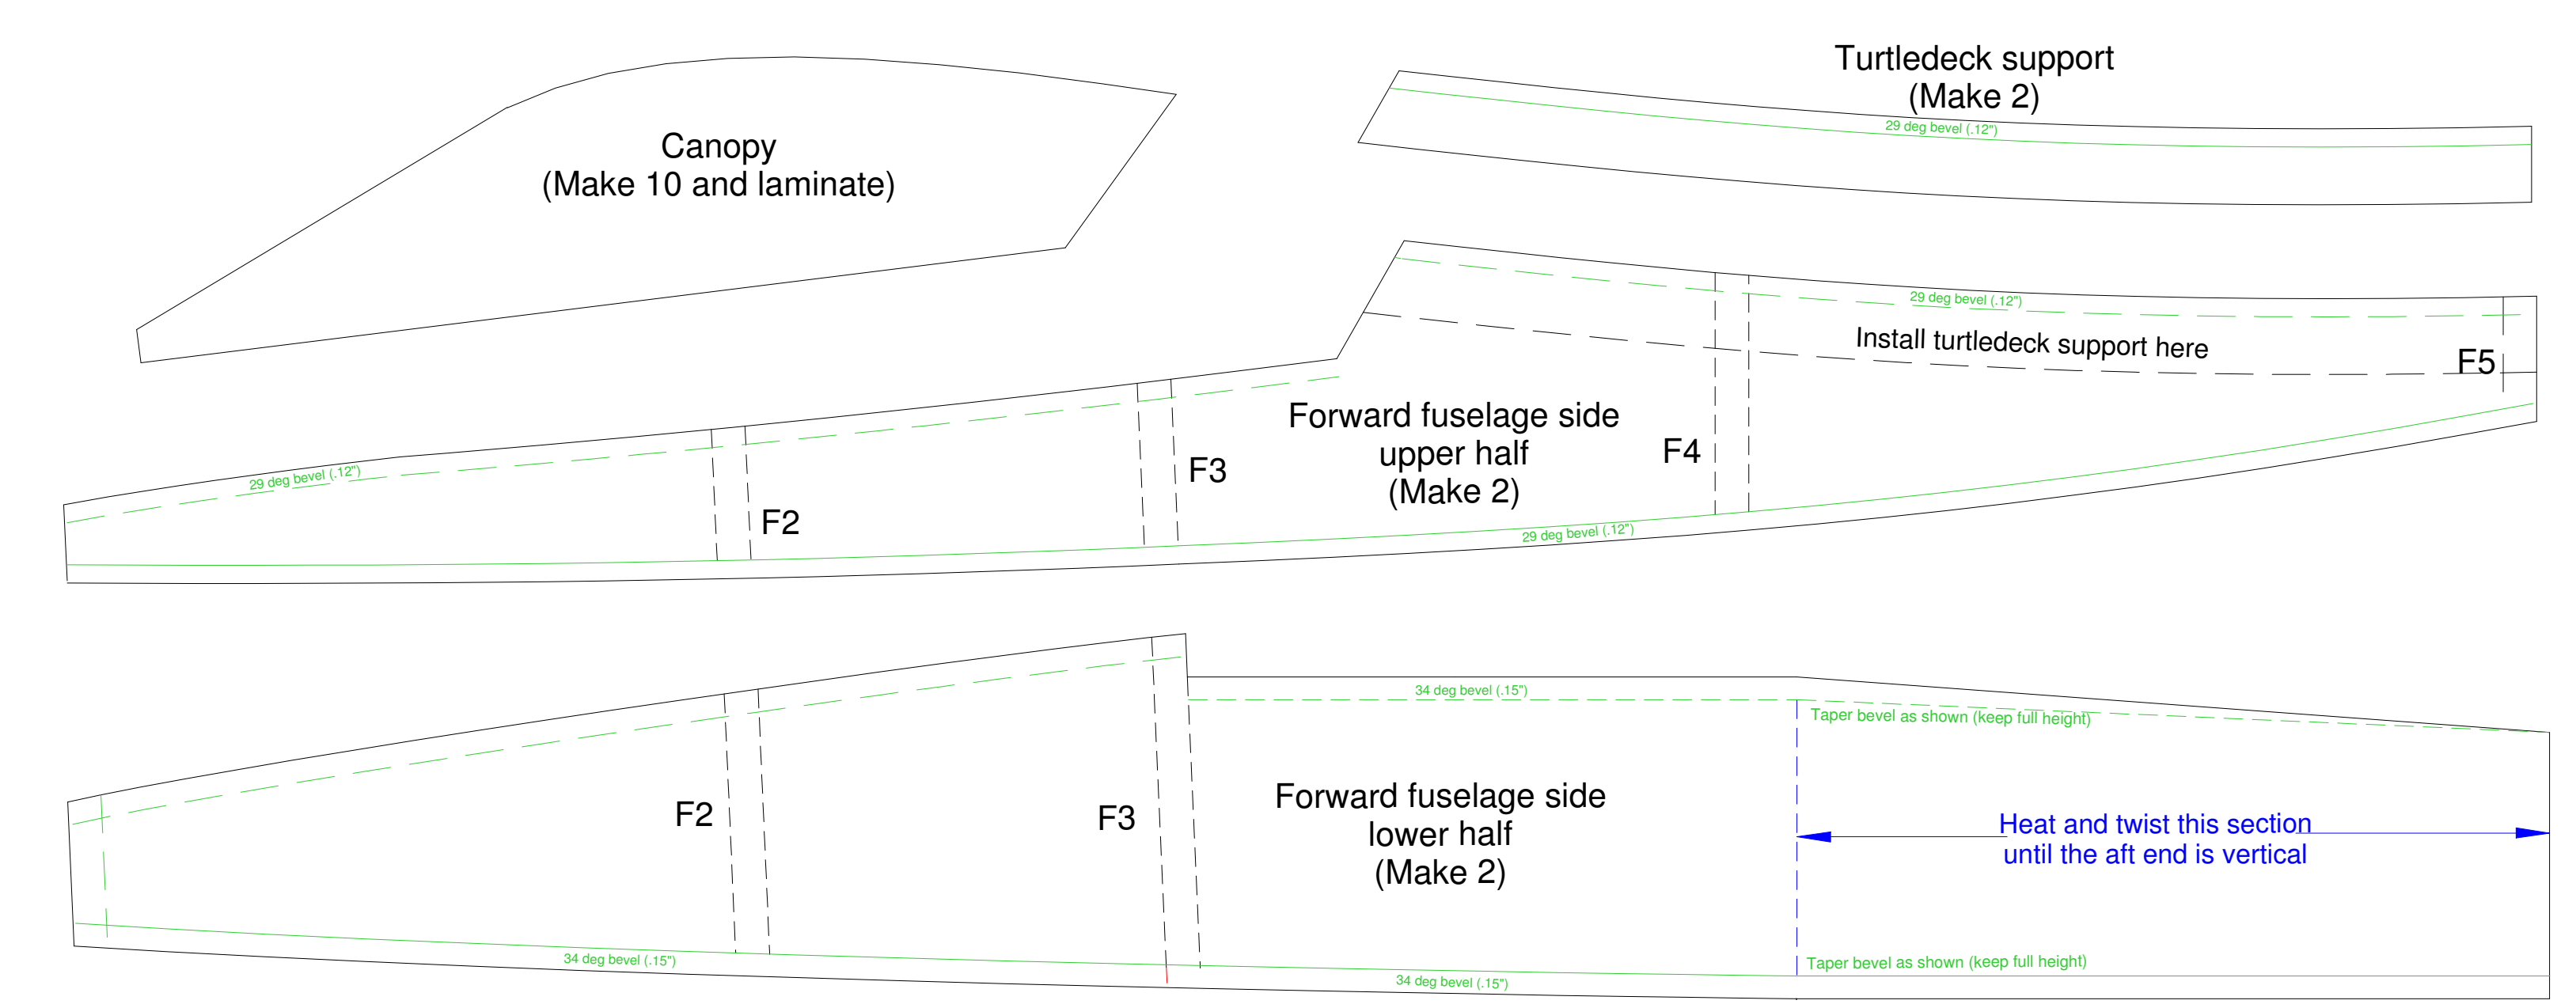 Turtledeck support
(Make 2)
29 deg bevel (.12")
Canopy
(Make 10 and laminate)
29 deg bevel (.12")
Install turtledeck support here
F5
Forward fuselage side
upper half
(Make 2)
F4
F3
29 deg bevel (.12")
F2
29 deg bevel (.12")
34 deg bevel (.15")
Taper bevel as shown (keep full height)
F2
F3
Forward fuselage side
lower half
(Make 2)
Heat and twist this section
until the aft end is vertical
34 deg bevel (.15")
Taper bevel as shown (keep full height)
34 deg bevel (.15")